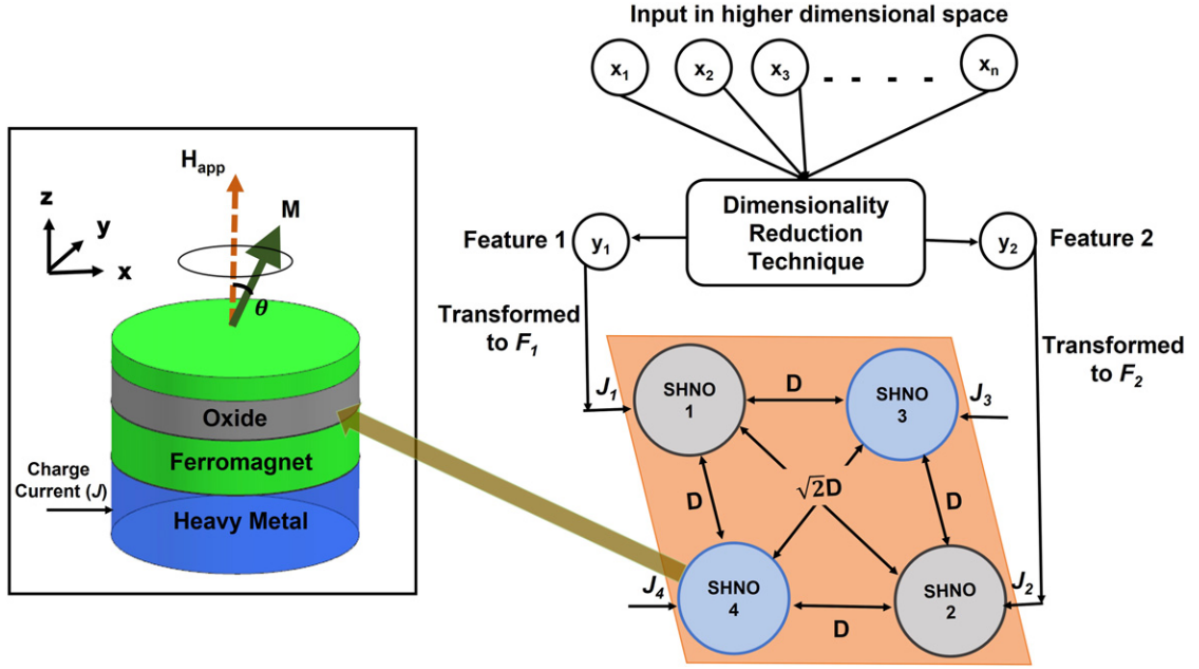 Input in higher dimensional space
x1 x2 x3 - - - - xn
Dimensionality
Reduction
Technique
Feature 1 y1
y2 Feature 2
Transformed
to F1
Transformed
to F2
Happ
M
z
y
x
θ
Oxide
Ferromagnet
Heavy Metal
Charge
Current (J)
J1
SHNO
1
D
SHNO
3
J3
D
√2D
D
J4
SHNO
4
D
SHNO
2
J2